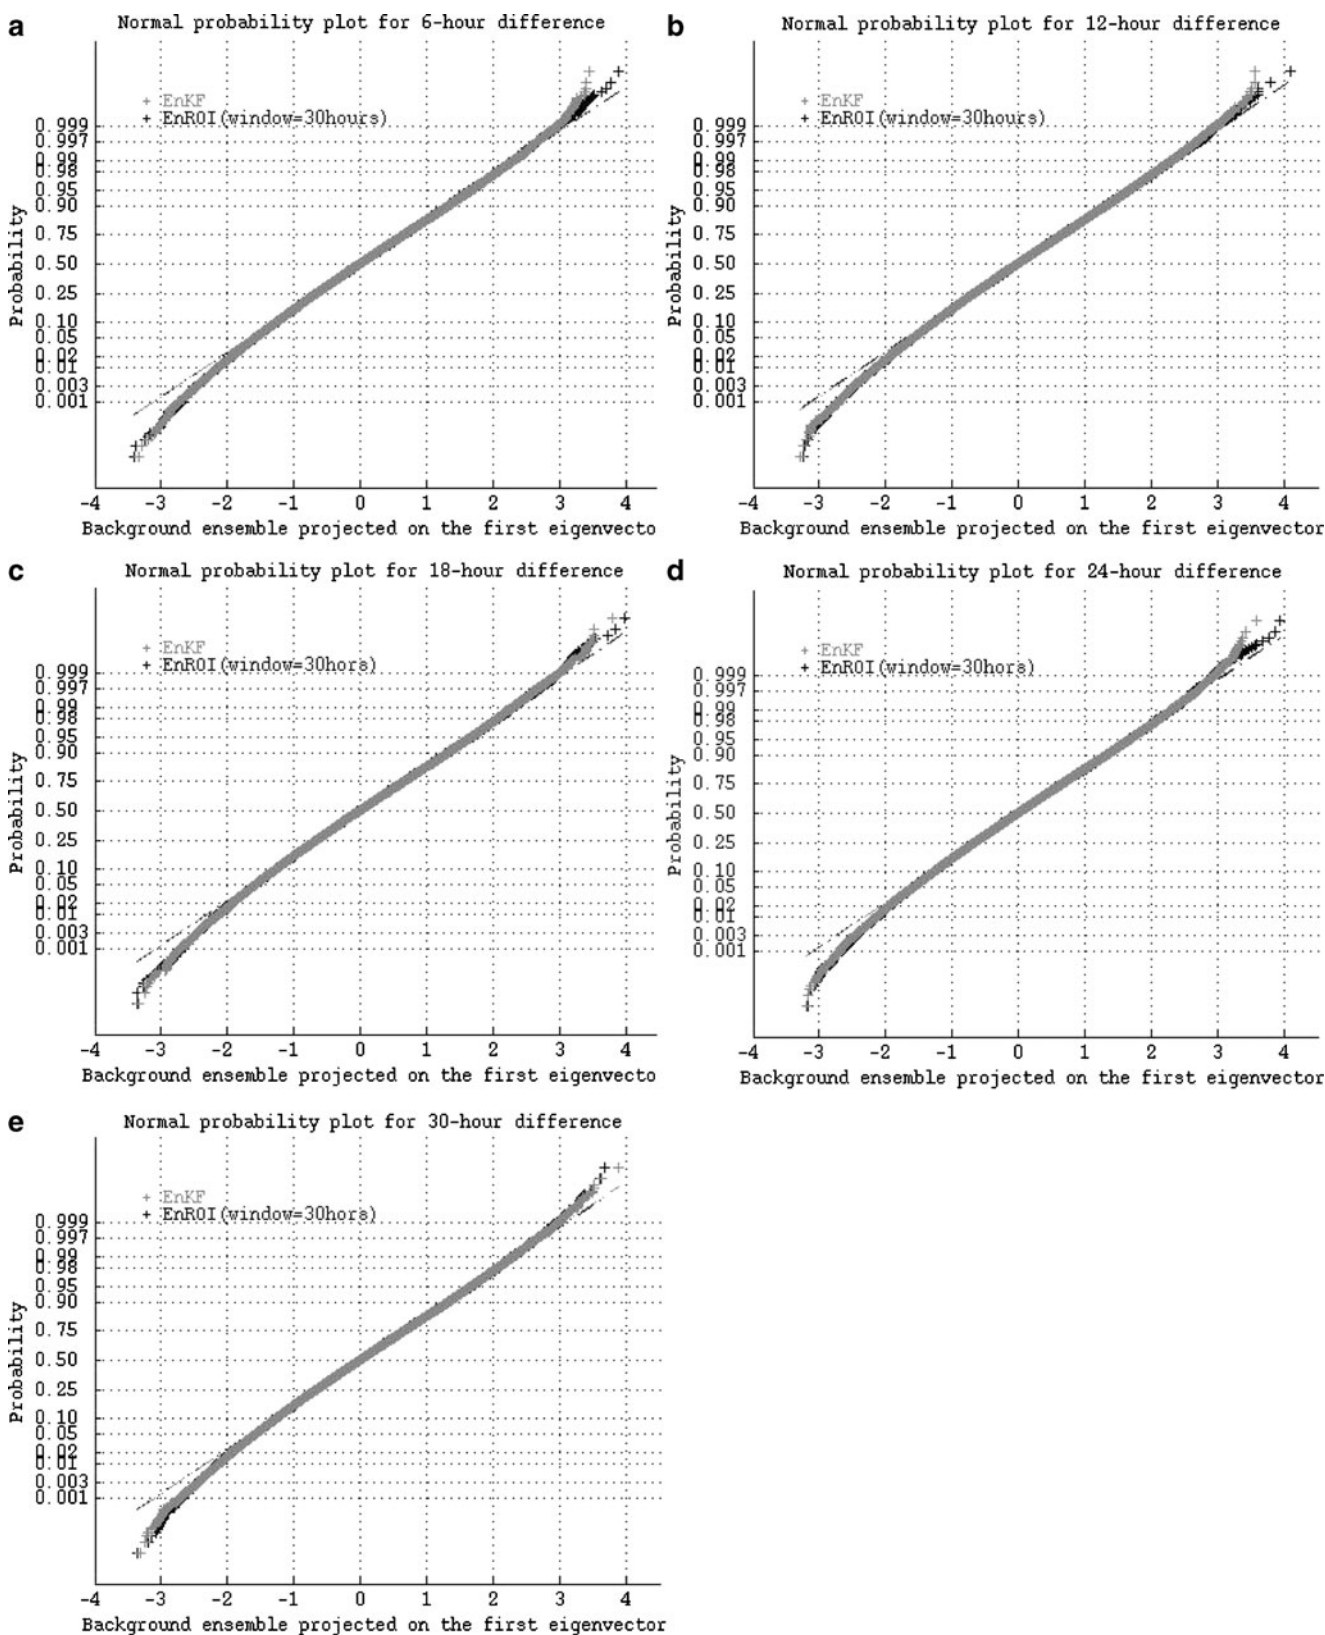 a
Normal probability plot for 6-hour difference
+ EnKF
+ EnROI(window=30hours)
Probability
0.999
0.997
0.99
0.98
0.95
0.90
0.75
0.50
0.25
0.10
0.05
0.02
0.01
0.003
0.001
-4 -3 -2 -1 0 1 2 3 4
Background ensemble projected on the first eigenvecto
b
Normal probability plot for 12-hour difference
+ EnKF
+ EnROI(window=30hours)
Probability
0.999
0.997
0.99
0.98
0.95
0.90
0.75
0.50
0.25
0.10
0.05
0.02
0.01
0.003
0.001
-4 -3 -2 -1 0 1 2 3 4
Background ensemble projected on the first eigenvector
c
Normal probability plot for 18-hour difference
+ EnKF
+ EnROI(window=30hors)
Probability
0.999
0.997
0.99
0.98
0.95
0.90
0.75
0.50
0.25
0.10
0.05
0.02
0.01
0.003
0.001
-4 -3 -2 -1 0 1 2 3 4
Background ensemble projected on the first eigenvecto
d
Normal probability plot for 24-hour difference
+ EnKF
+ EnROI(window=30hors)
Probability
0.999
0.997
0.99
0.98
0.95
0.90
0.75
0.50
0.25
0.10
0.05
0.02
0.01
0.003
0.001
-4 -3 -2 -1 0 1 2 3 4
Background ensemble projected on the first eigenvector
e
Normal probability plot for 30-hour difference
+ EnKF
+ EnROI(window=30hors)
Probability
0.999
0.997
0.99
0.98
0.95
0.90
0.75
0.50
0.25
0.10
0.05
0.02
0.01
0.003
0.001
-4 -3 -2 -1 0 1 2 3 4
Background ensemble projected on the first eigenvector